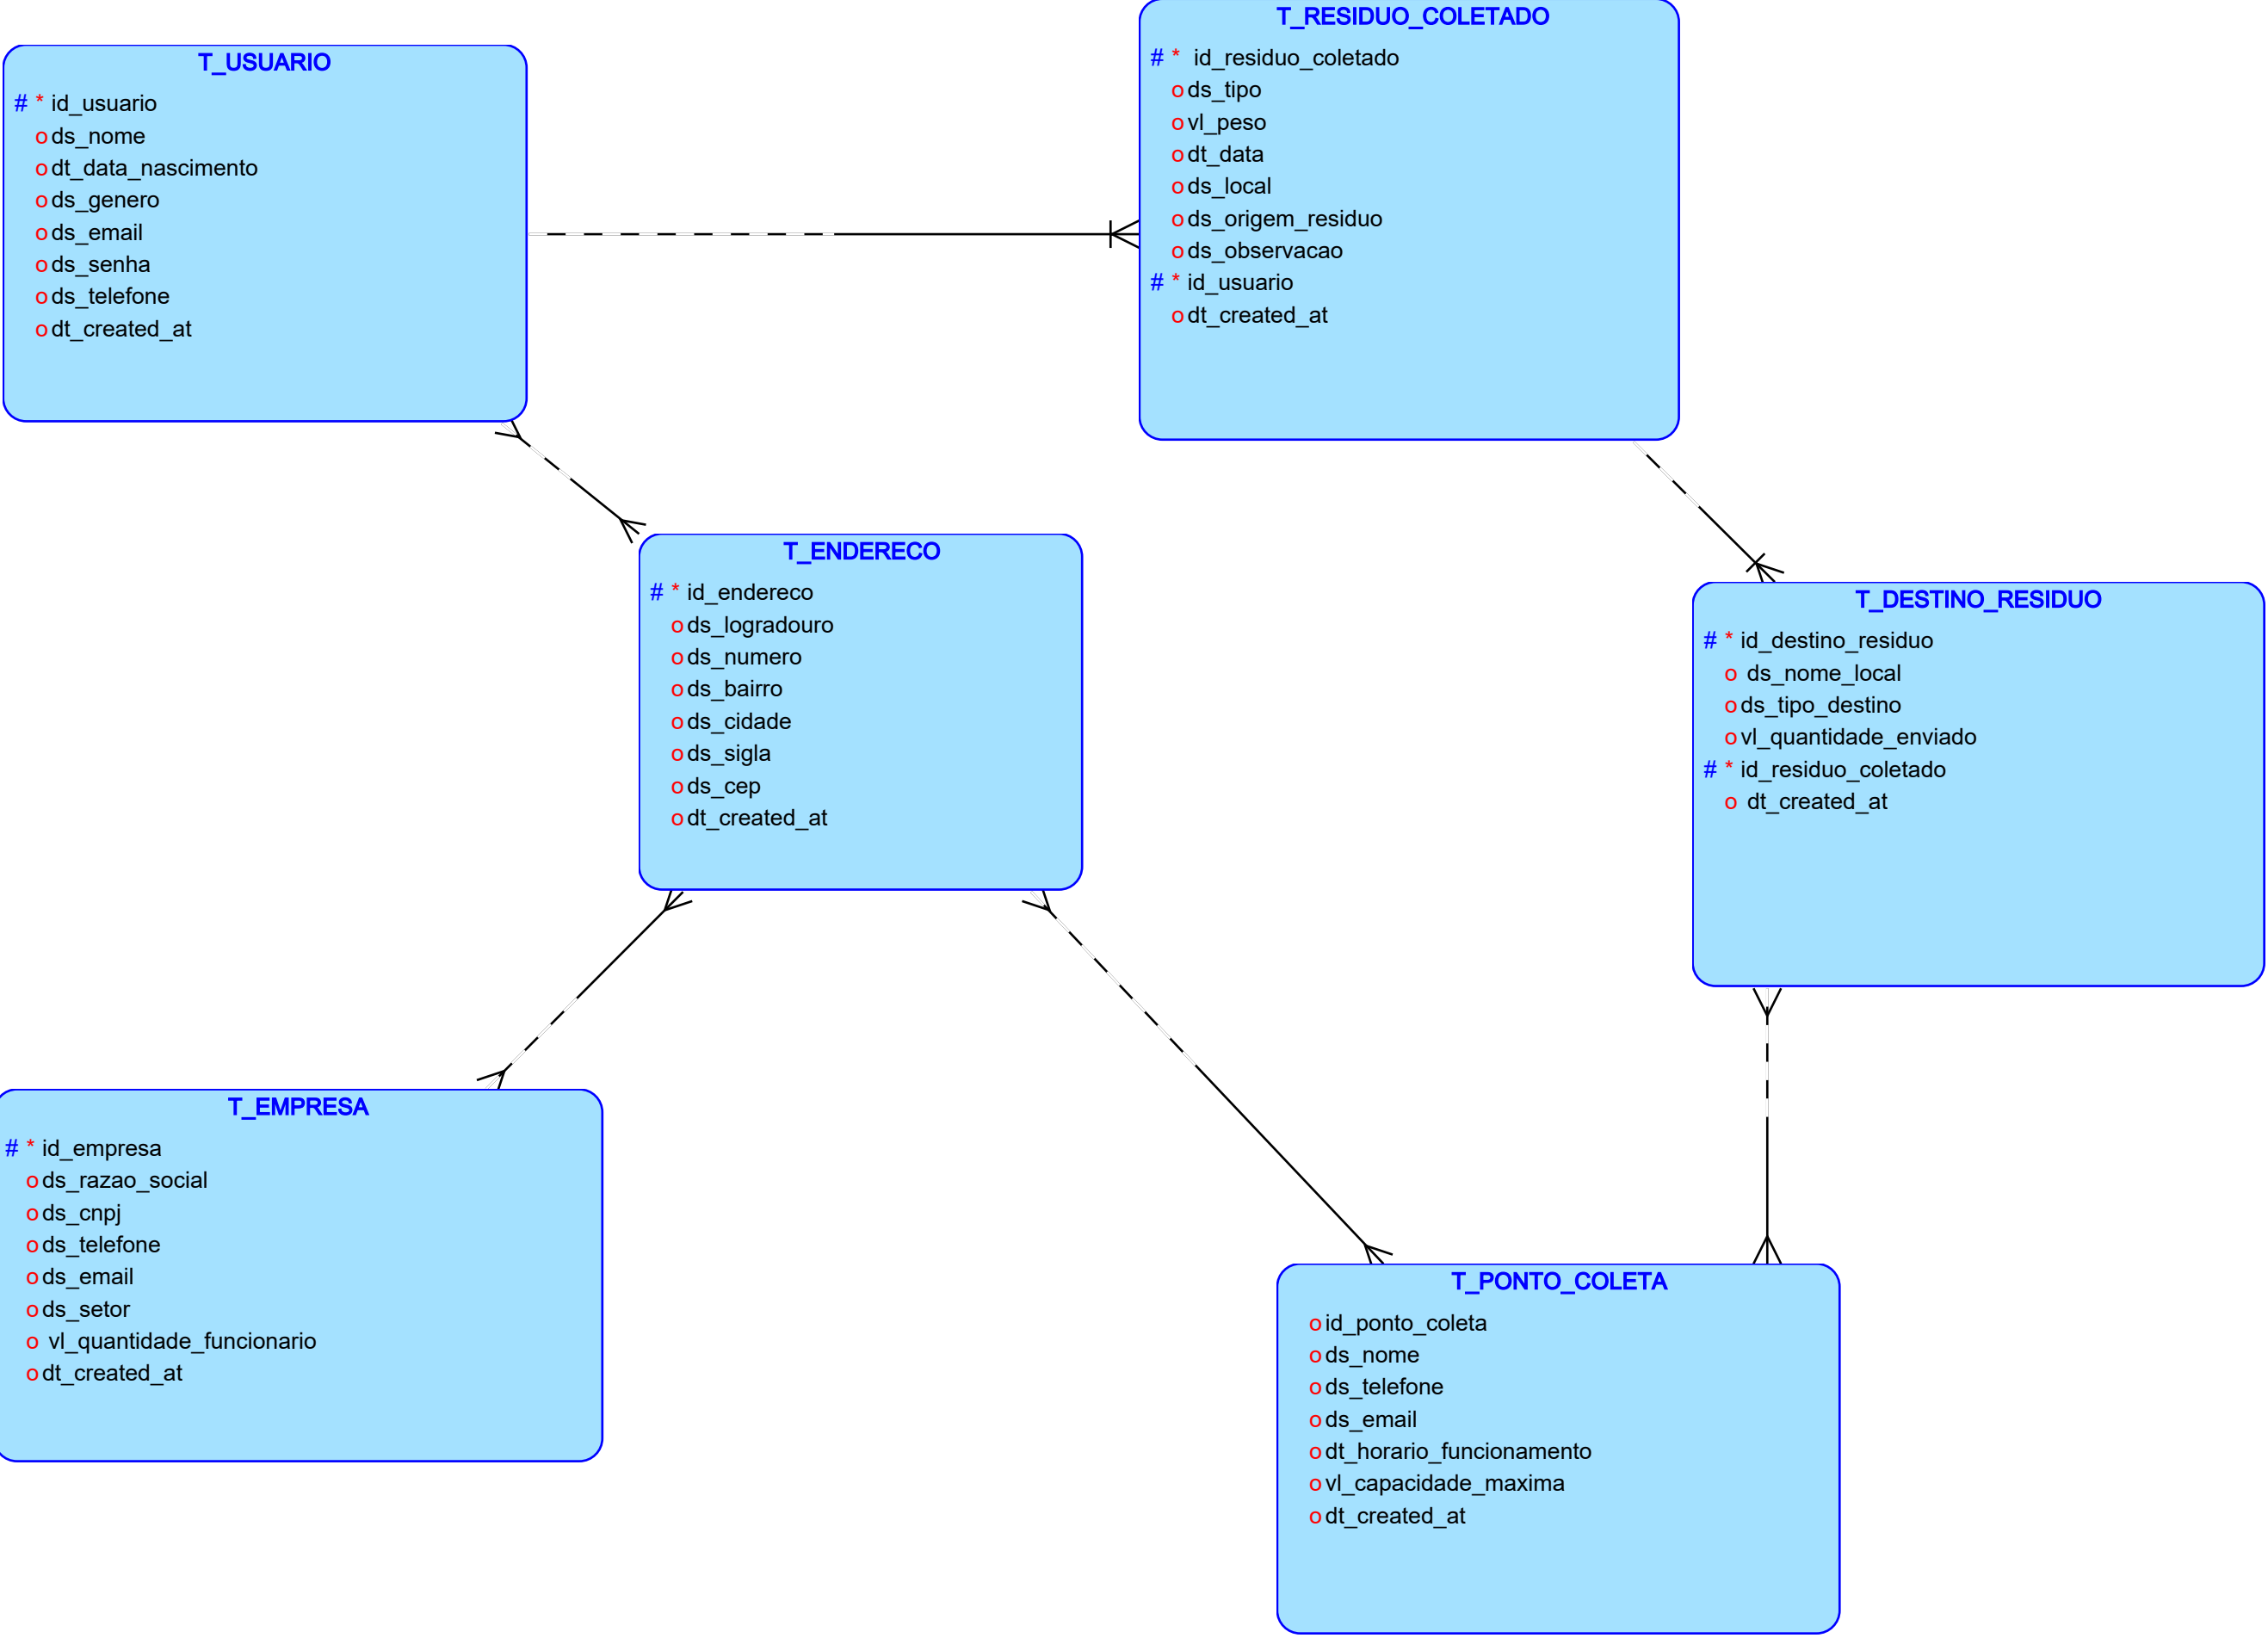 T_USUARIO
# * id_usuario
o ds_nome
o dt_data_nascimento
o ds_genero
o ds_email
o ds_senha
o ds_telefone
o dt_created_at
T_RESIDUO_COLETADO
# * id_residuo_coletado
o ds_tipo
o vl_peso
o dt_data
o ds_local
o ds_origem_residuo
o ds_observacao
# * id_usuario
o dt_created_at
T_ENDERECO
# * id_endereco
o ds_logradouro
o ds_numero
o ds_bairro
o ds_cidade
o ds_sigla
o ds_cep
o dt_created_at
T_DESTINO_RESIDUO
# * id_destino_residuo
o ds_nome_local
o ds_tipo_destino
o vl_quantidade_enviado
# * id_residuo_coletado
o dt_created_at
T_EMPRESA
# * id_empresa
o ds_razao_social
o ds_cnpj
o ds_telefone
o ds_email
o ds_setor
o vl_quantidade_funcionario
o dt_created_at
T_PONTO_COLETA
o id_ponto_coleta
o ds_nome
o ds_telefone
o ds_email
o dt_horario_funcionamento
o vl_capacidade_maxima
o dt_created_at